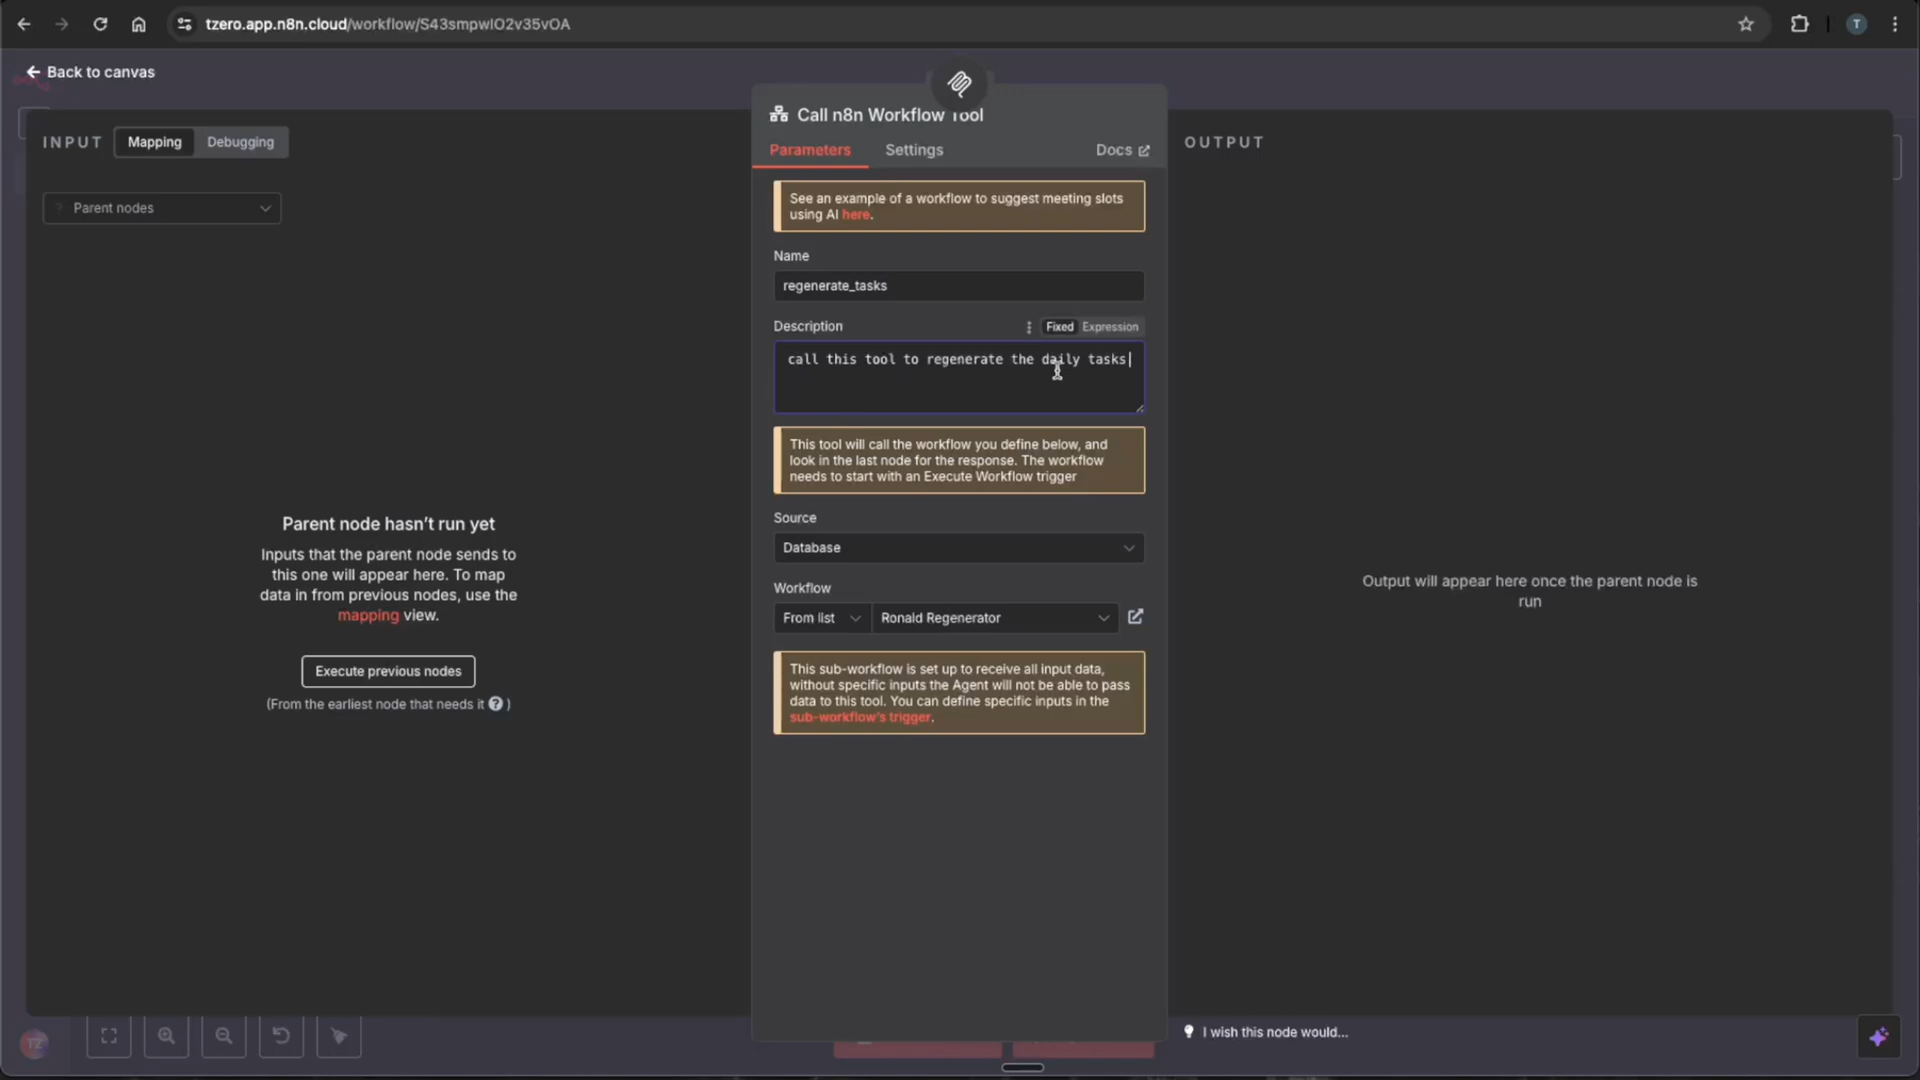 tzero.app.n8n.cloud/workflow/S43smpwlO2v35vOA
T
Back to canvas
Call n8n Workflow Tool
INPUT
Mapping
Debugging
Parameters
Settings
Docs
OUTPUT
See an example of a workflow to suggest meeting slots
using AI here.
Parent nodes
Name
regenerate_tasks
Description
Fixed
Expression
call this tool to regenerate the daily tasks
This tool will call the workflow you define below, and
look in the last node for the response. The workflow
needs to start with an Execute Workflow trigger
Source
Database
Workflow
From list
Ronald Regenerator
Parent node hasn't run yet
Inputs that the parent node sends to
this one will appear here. To map
data in from previous nodes, use the
mapping view.
Execute previous nodes
(From the earliest node that needs it ? )
This sub-workflow is set up to receive all input data,
without specific inputs the Agent will not be able to pass
data to this tool. You can define specific inputs in the
sub-workflow's trigger.
Output will appear here once the parent node is
run
TZ
I wish this node would...